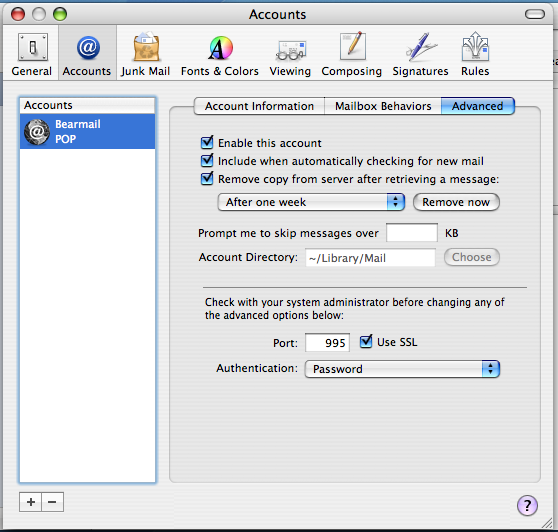 Accounts
General Accounts Junk Mail Fonts & Colors Viewing Composing Signatures Rules
Accounts
Bearmail
POP
Account Information Mailbox Behaviors Advanced
Enable this account
Include when automatically checking for new mail
Remove copy from server after retrieving a message:
After one week Remove now
Prompt me to skip messages over KB
Account Directory: ~/Library/Mail Choose
Check with your system administrator before changing any of
the advanced options below:
Port: 995 Use SSL
Authentication: Password
+ − ?